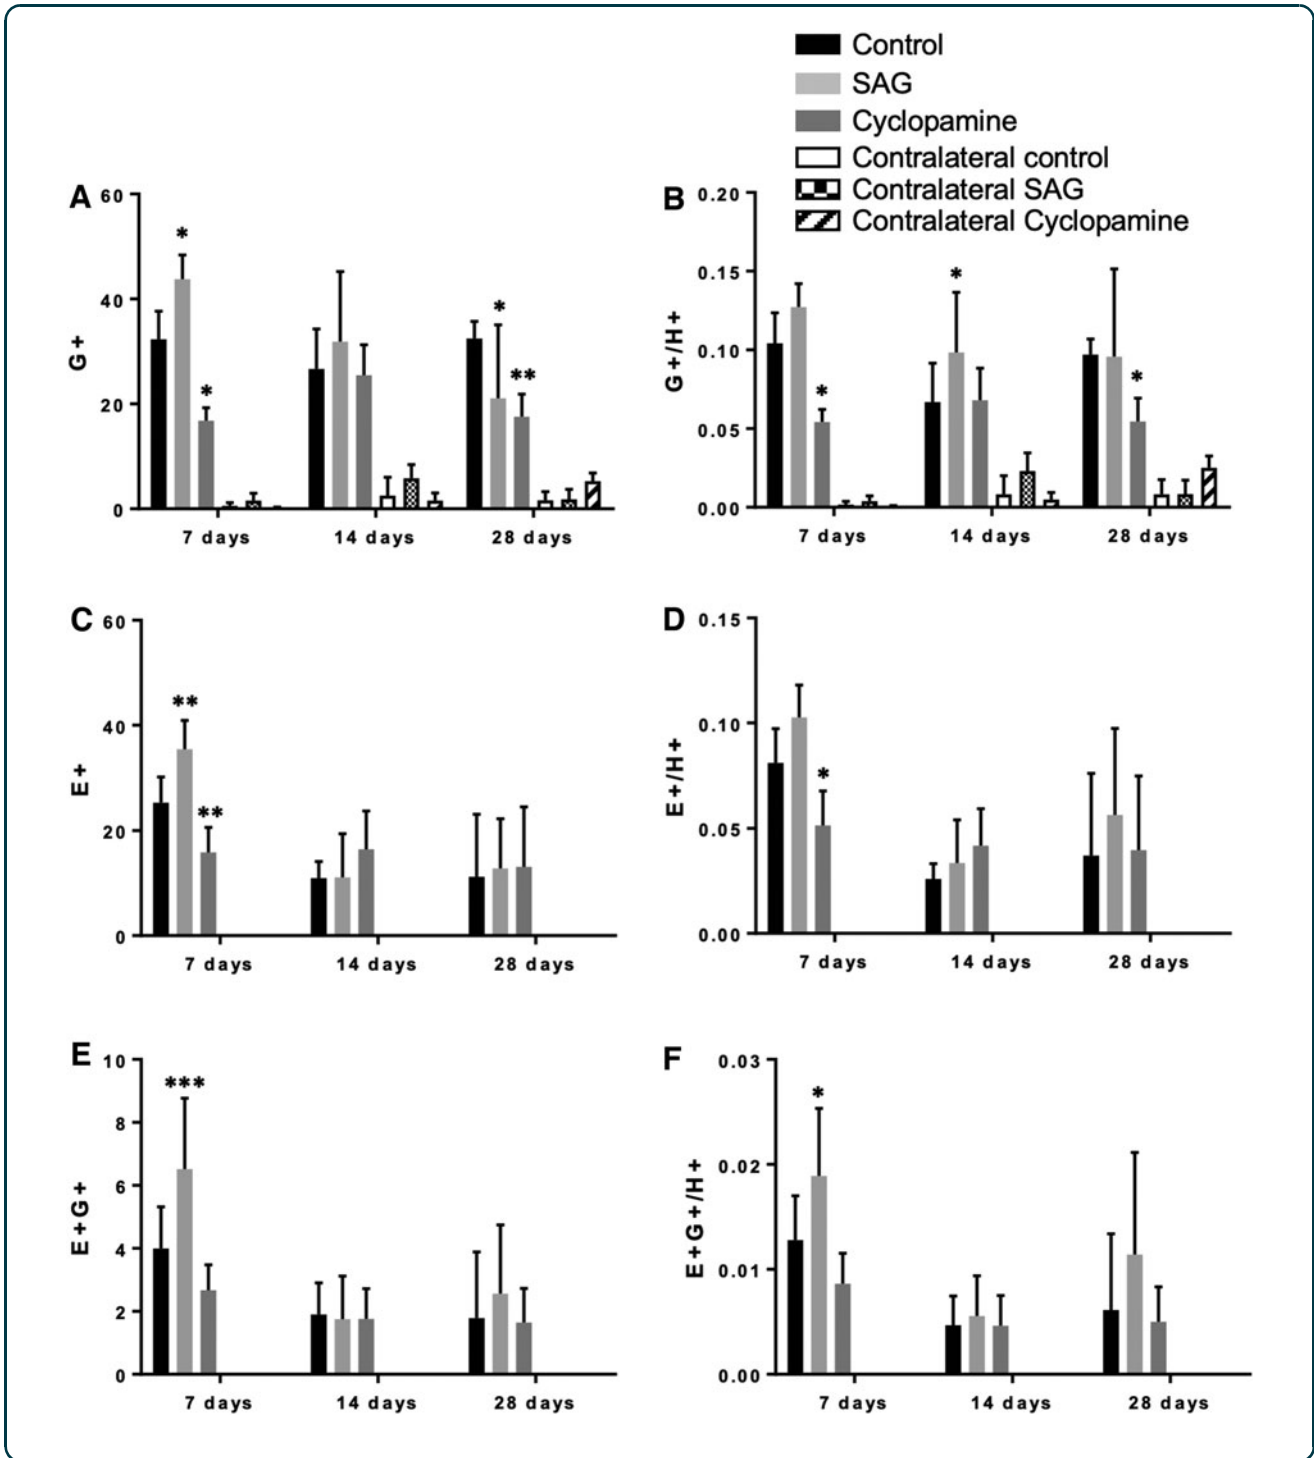 Control
SAG
Cyclopamine
Contralateral control
Contralateral SAG
Contralateral Cyclopamine
A
60
40
20
0
G+
*
*
*
**
7 days
14 days
28 days
B
0.20
0.15
0.10
0.05
0.00
G+/H+
*
*
*
7 days
14 days
28 days
C
60
40
20
0
E+
**
**
7 days
14 days
28 days
D
0.15
0.10
0.05
0.00
E+/H+
*
7 days
14 days
28 days
E
10
8
6
4
2
0
E+G+
***
7 days
14 days
28 days
F
0.03
0.02
0.01
0.00
E+G+/H+
*
7 days
14 days
28 days